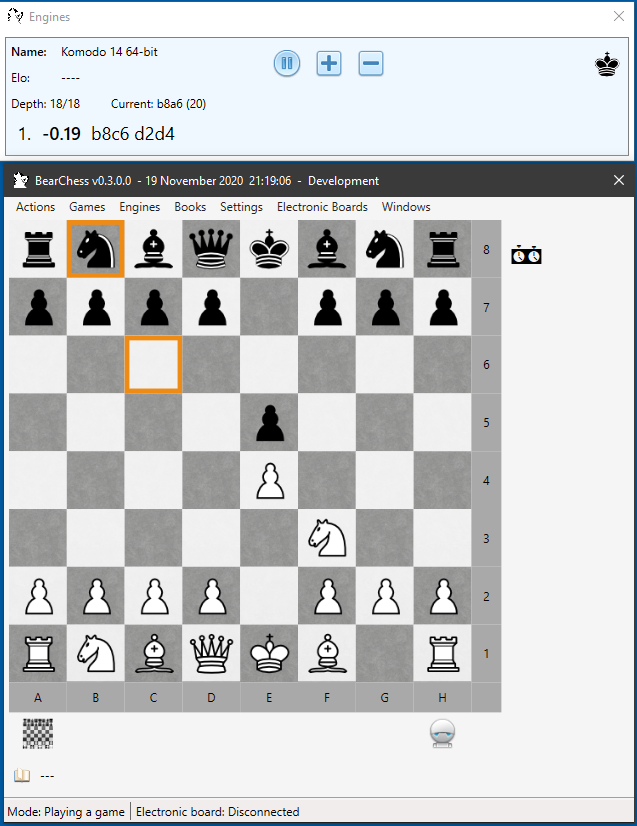 Engines
Name: Komodo 14 64-bit
Elo: ----
Depth: 18/18 Current: b8a6 (20)
1. -0.19 b8c6 d2d4
BearChess v0.3.0.0 - 19 November 2020 21:19:06 - Development
Actions Games Engines Books Settings Electronic Boards Windows
8
7
6
5
4
3
2
1
A B C D E F G H
---
Mode: Playing a game Electronic board: Disconnected